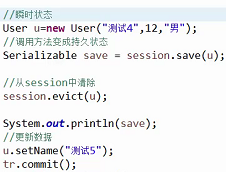 //瞬时状态
User u=new User("测试4",12,"男");
//调用方法变成持久状态
Serializable save = session.save(u);
//从session中清除
session.evict(u);
System.out.println(save);
//更新数据
u.setName("测试5");
tr.commit();